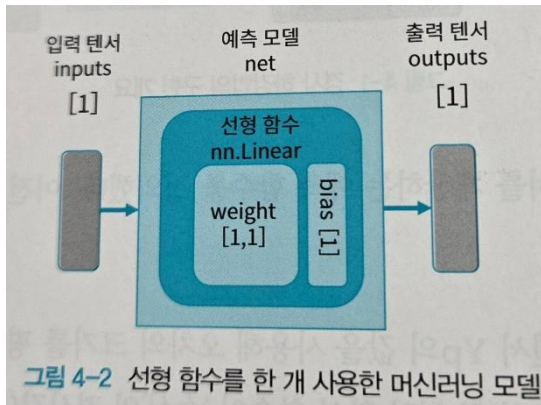 입력 텐서
inputs
[1]
예측 모델
net
출력 텐서
outputs
[1]
선형 함수
nn.Linear
weight
[1,1]
bias [1]
그림 4-2 선형 함수를 한 개 사용한 머신러닝 모델